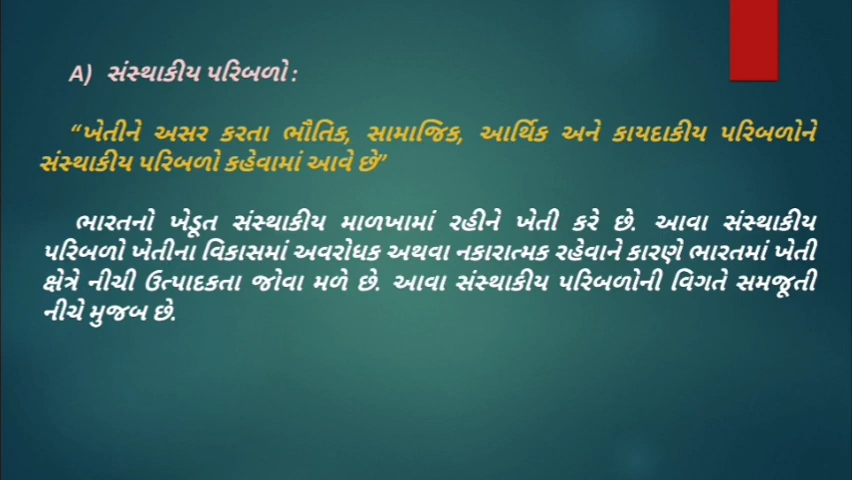 A) સંસ્થાકીય પરિબળો :
“ખેતીને અસર કરતા ભૌતિક, સામાજિક, આર્થિક અને કાયદાકીય પરિબળોને
સંસ્થાકીય પરિબળો કહેવામાં આવે છે”
ભારતનો ખેડૂત સંસ્થાકીય માળખામાં રહીને ખેતી કરે છે. આવા સંસ્થાકીય
પરિબળો ખેતીના વિકાસમાં અવરોધક અથવા નકારાત્મક રહેવાને કારણે ભારતમાં ખેતી
ક્ષેત્રે નીચી ઉત્પાદકતા જોવા મળે છે. આવા સંસ્થાકીય પરિબળોની વિગતે સમજૂતી
નીચે મુજબ છે.